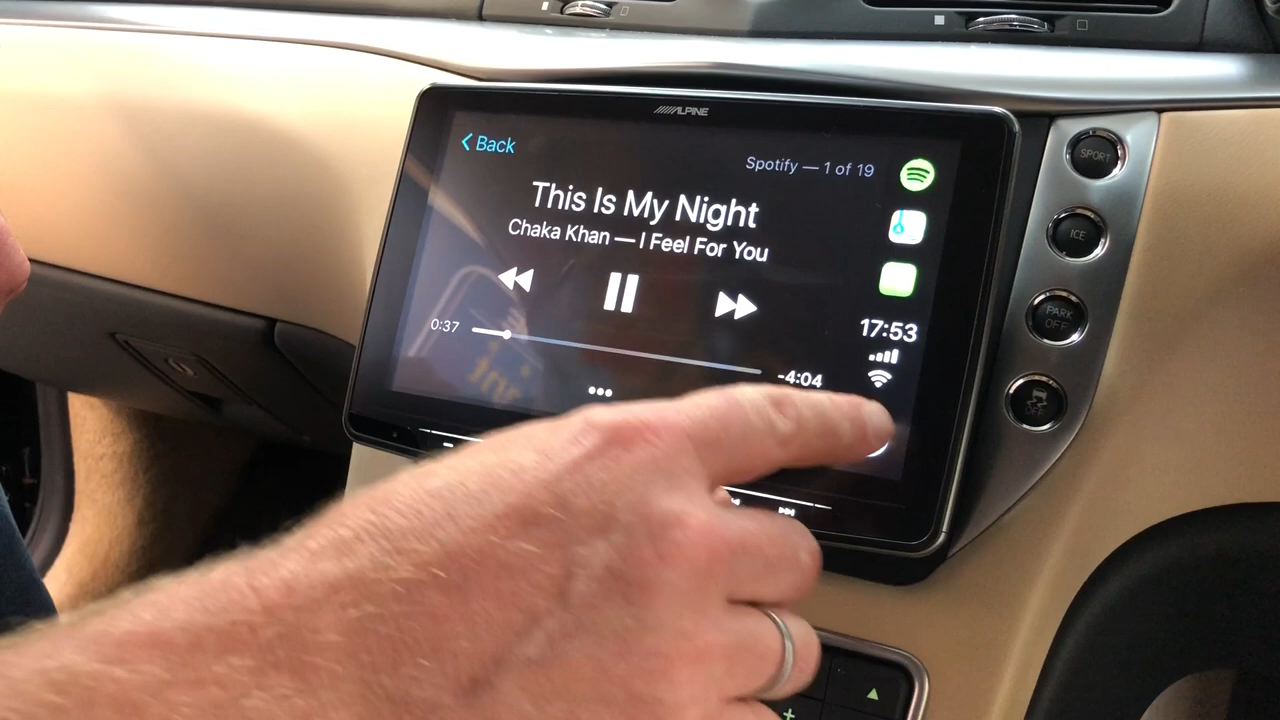 ALPINE
Back
Spotify — 1 of 19
This Is My Night
Chaka Khan — I Feel For You
0:37
-4:04
17:53
SPORT
ICE
PARK
OFF
OFF